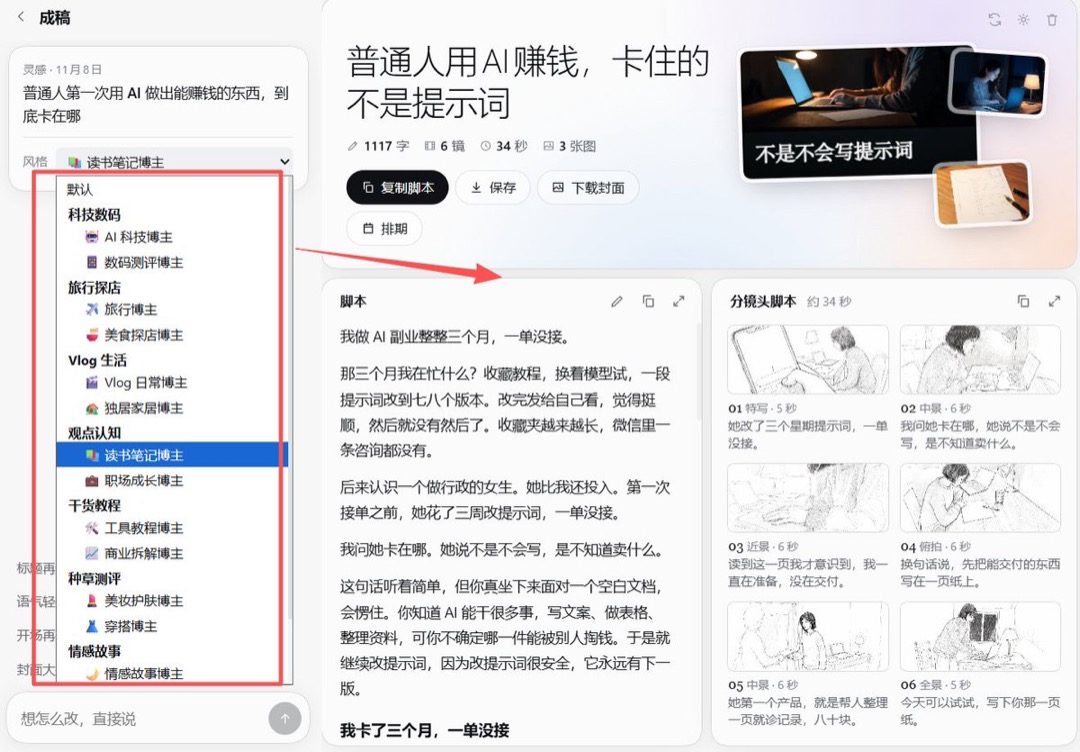 成稿
灵感 · 11月8日
普通人第一次用 AI 做出能赚钱的东西，到
底卡在哪
风格
读书笔记博主
默认
科技数码
AI 科技博主
数码测评博主
旅行探店
旅行博主
美食探店博主
Vlog 生活
Vlog 日常博主
独居家居博主
观点认知
读书笔记博主
职场成长博主
干货教程
工具教程博主
商业拆解博主
种草测评
美妆护肤博主
穿搭博主
情感故事
情感故事博主
标题再
语气轻
开场再
封面大
想怎么改，直接说
普通人用 AI 赚钱，卡住的
不是提示词
1117 字 6 镜 34 秒 3 张图
复制脚本 保存 下载封面
排期
不是不会写提示词
脚本
我做 AI 副业整整三个月，一单没接。
那三个月我在忙什么？收藏教程，换着模型试，一段
提示词改到七八个版本。改完发给自己看，觉得挺
顺，然后就没有然后了。收藏夹越来越长，微信里一
条咨询都没有。
后来认识一个做行政的女生。她比我还投入。第一次
接单之前，她花了三周改提示词，一单没接。
我问她卡在哪。她说不是不会写，是不知道卖什么。
这句话听着简单，但你真坐下来面对一个空白文档，
会愣住。你知道 AI 能干很多事，写文案、做表格、
整理资料，可你不确定哪一件能被别人掏钱。于是就
继续改提示词，因为改提示词很安全，它永远有下一
版。
我卡了三个月，一单没接
分镜头脚本 约 34 秒
01 特写 · 5 秒
她改了三个星期提示词，一单
没接。
02 中景 · 6 秒
我问她卡在哪，她说不是不会
写，是不知道卖什么。
03 近景 · 6 秒
读到这一页我才意识到，我一
直在准备，没在交付。
04 俯拍 · 6 秒
换句话说，先把能交付的东西
写在一页纸上。
05 中景 · 6 秒
她第一个产品，就是帮人整理
一页就诊记录，八十块。
06 全景 · 5 秒
今天可以试试，写下你那一页
纸。